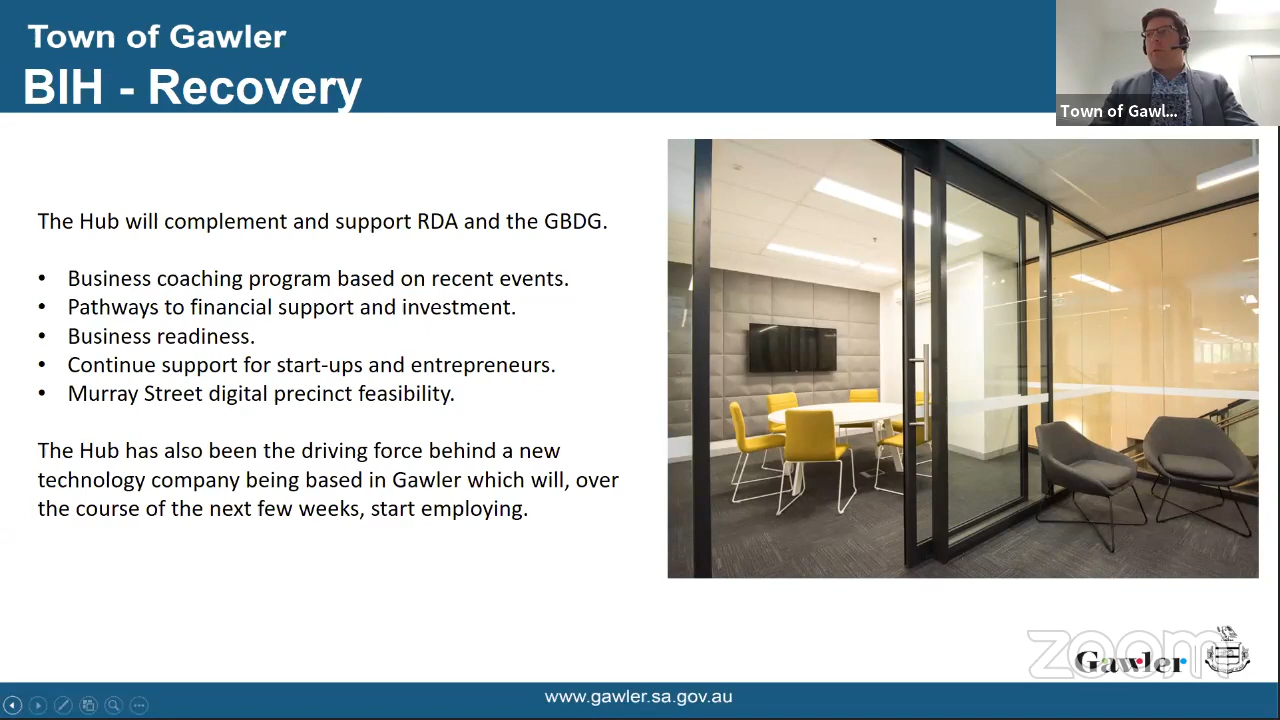 Town of Gawler
BIH - Recovery
Town of Gawl...
The Hub will complement and support RDA and the GBDG.
• Business coaching program based on recent events.
• Pathways to financial support and investment.
• Business readiness.
• Continue support for start-ups and entrepreneurs.
• Murray Street digital precinct feasibility.
The Hub has also been the driving force behind a new
technology company being based in Gawler which will, over
the course of the next few weeks, start employing.
zoom
Gawler
www.gawler.sa.gov.au